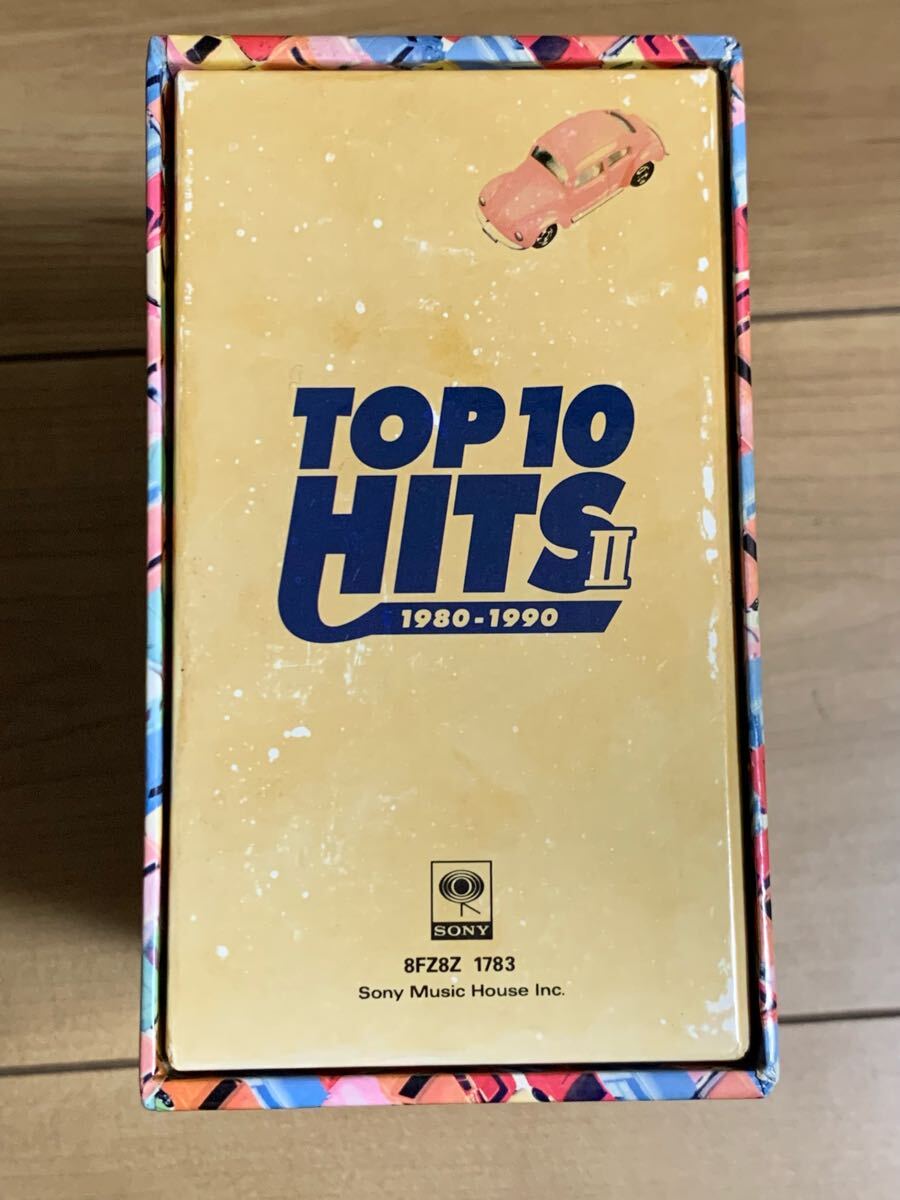 TOP 10
HITS II
1980-1990
SONY
8FZ8Z 1783
Sony Music House Inc.